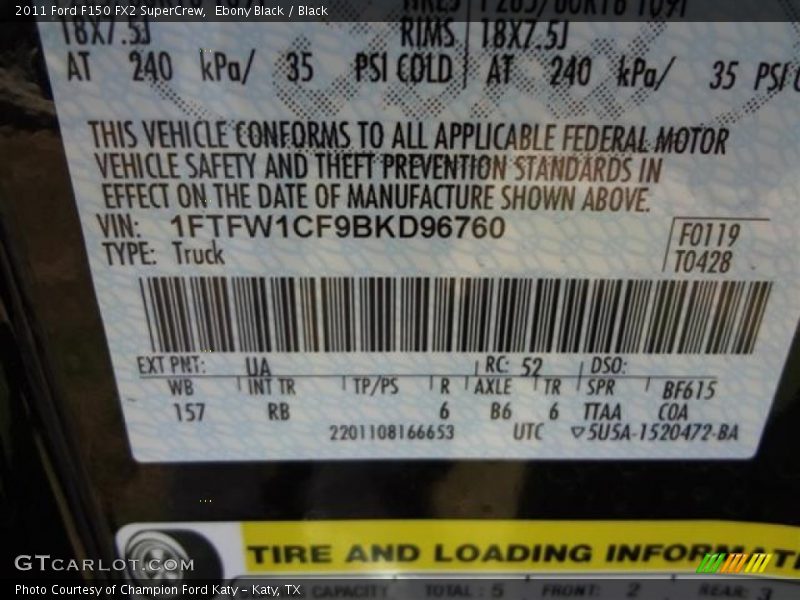 2011 Ford F150 FX2 SuperCrew, Ebony Black / Black
18X7.5J RIMS 18X7.5J
AT 240 kPa/ 35 PSI COLD AT 240 kPa/ 35 PSI
THIS VEHICLE CONFORMS TO ALL APPLICABLE FEDERAL MOTOR
VEHICLE SAFETY AND THEFT PREVENTION STANDARDS IN
EFFECT ON THE DATE OF MANUFACTURE SHOWN ABOVE.
VIN: 1FTFW1CF9BKD96760
F0119
TYPE: Truck
T0428
EXT PNT: UA RC: 52 DSO:
WB INT TR TP/PS R AXLE TR SPR BF615
157 RB 6 B6 6 TTAA COA
2201108166653 UTC ▽5U5A-1520472-BA
TIRE AND LOADING INFORMATI
GTCARLOT.COM
CAPACITY TOTAL : 5 FRONT: 2 REAR: 3
Photo Courtesy of Champion Ford Katy - Katy, TX